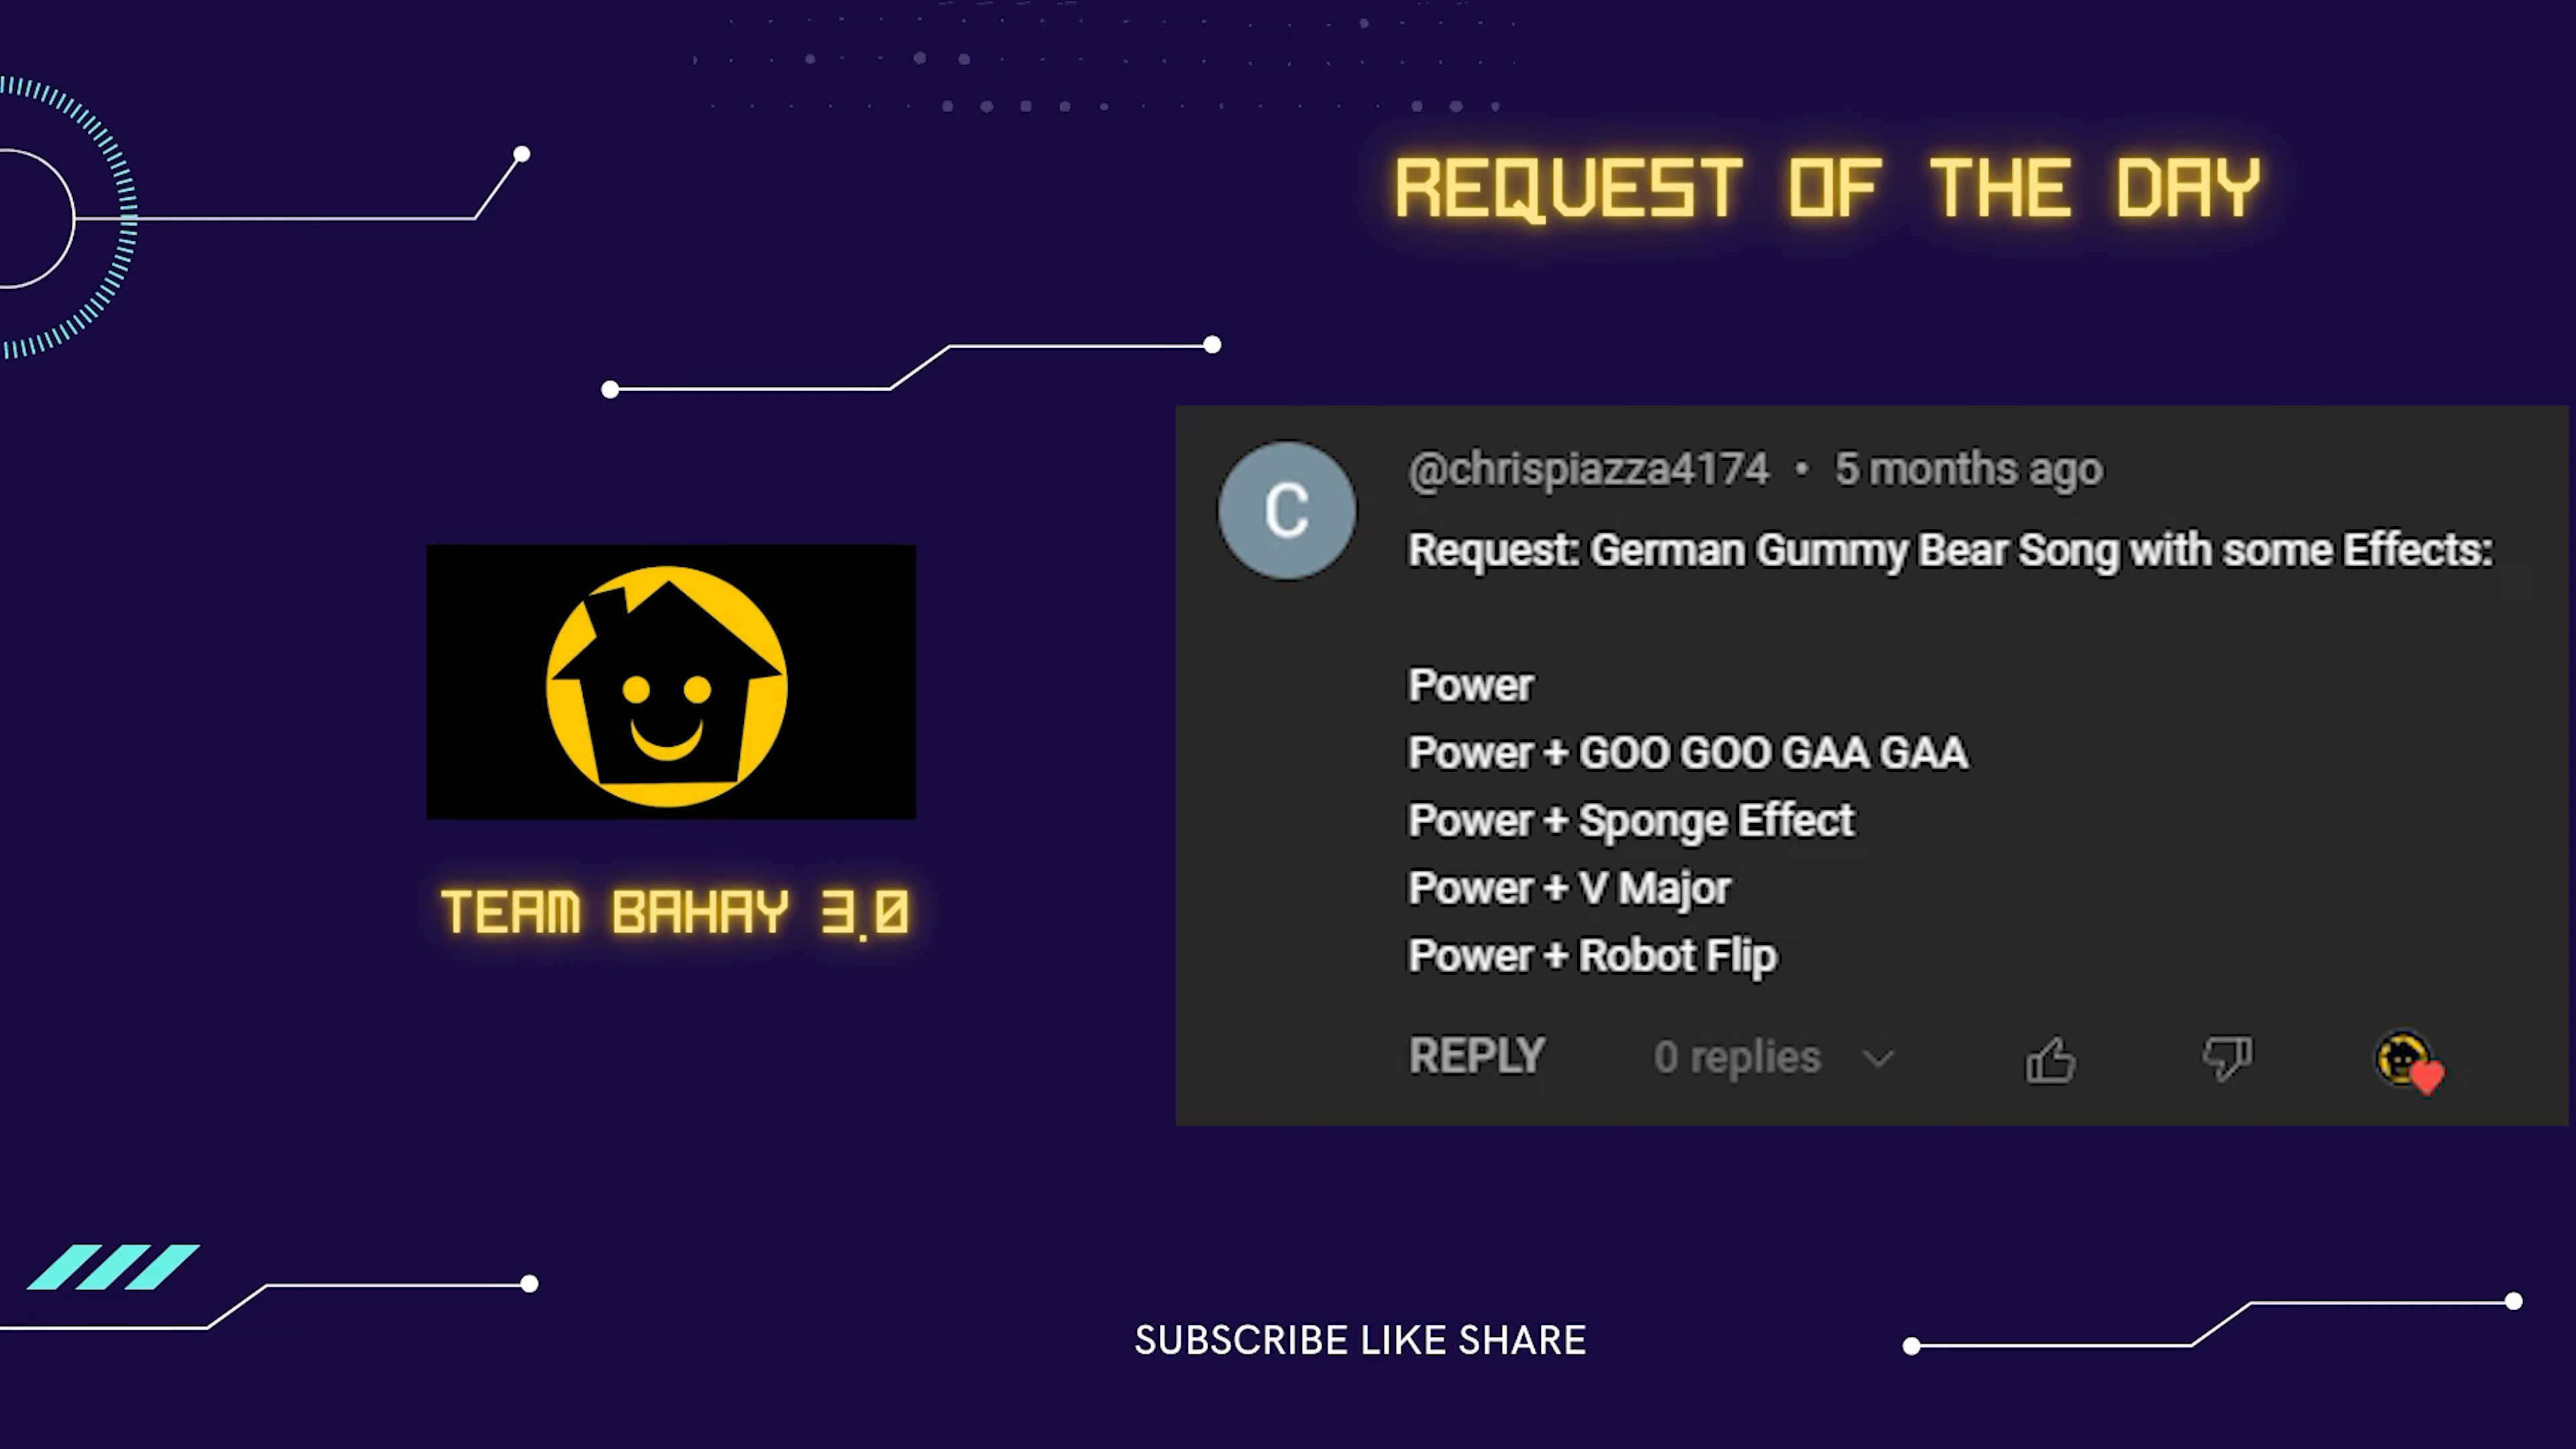 REQUEST OF THE DAY
C
@chrispiazza4174 • 5 months ago
Request: German Gummy Bear Song with some Effects:
Power
Power + GOO GOO GAA GAA
Power + Sponge Effect
Power + V Major
Power + Robot Flip
REPLY 0 replies
TEAM BAHAY 3.0
SUBSCRIBE LIKE SHARE